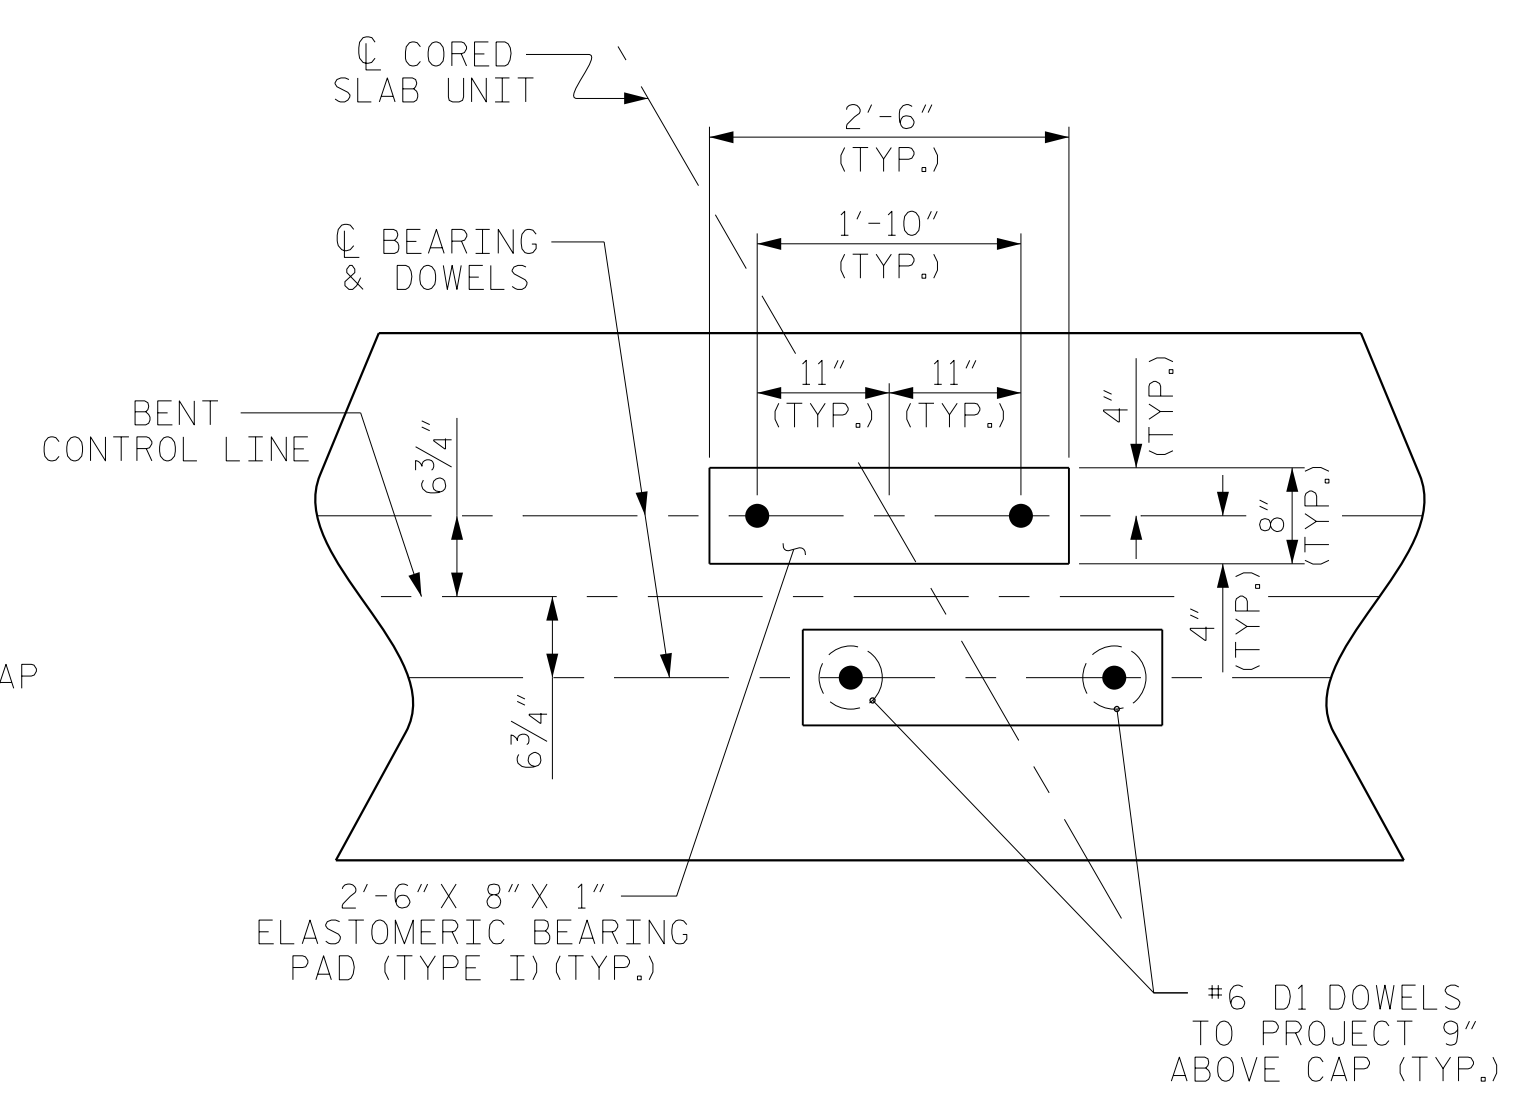 ℄ CORED
SLAB UNIT
2'-6"
(TYP.)
1'-10"
(TYP.)
℄ BEARING
& DOWELS
11"
(TYP.)
11"
(TYP.)
4"
(TYP.)
BENT
CONTROL LINE
6¾"
8"
(TYP.)
4"
(TYP.)
AP
6¾"
2'-6" X 8" X 1"
ELASTOMERIC BEARING
PAD (TYPE I)(TYP.)
#6 D1 DOWELS
TO PROJECT 9"
ABOVE CAP (TYP.)